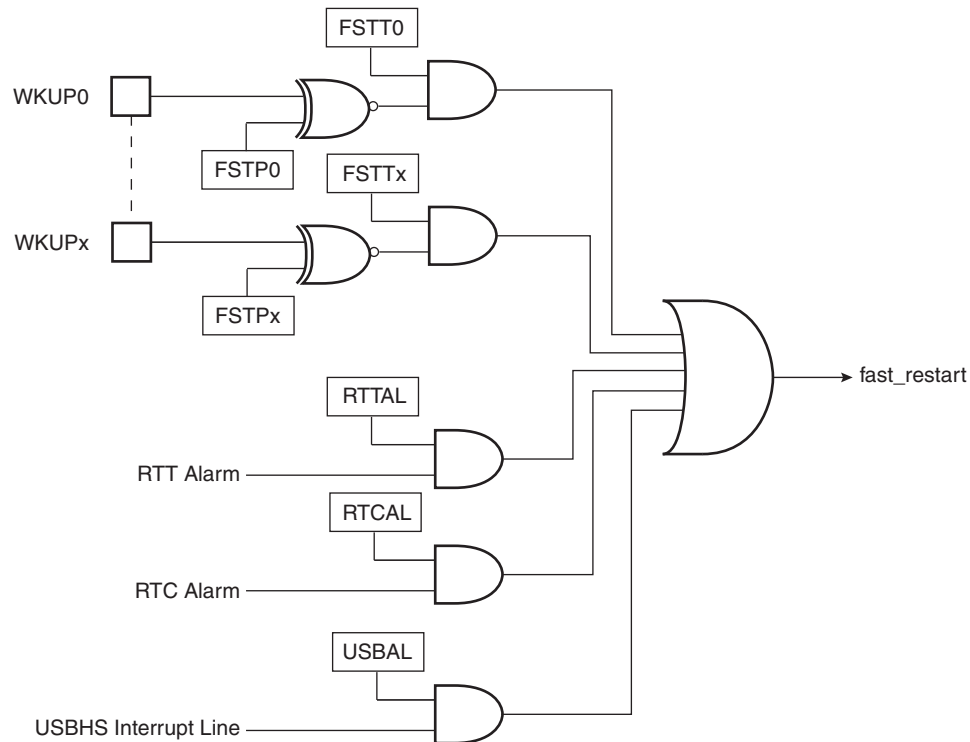 FSTT0
WKUP0
FSTP0
FSTTx
WKUPx
FSTPx
fast_restart
RTTAL
RTT Alarm
RTCAL
RTC Alarm
USBAL
USBHS Interrupt Line